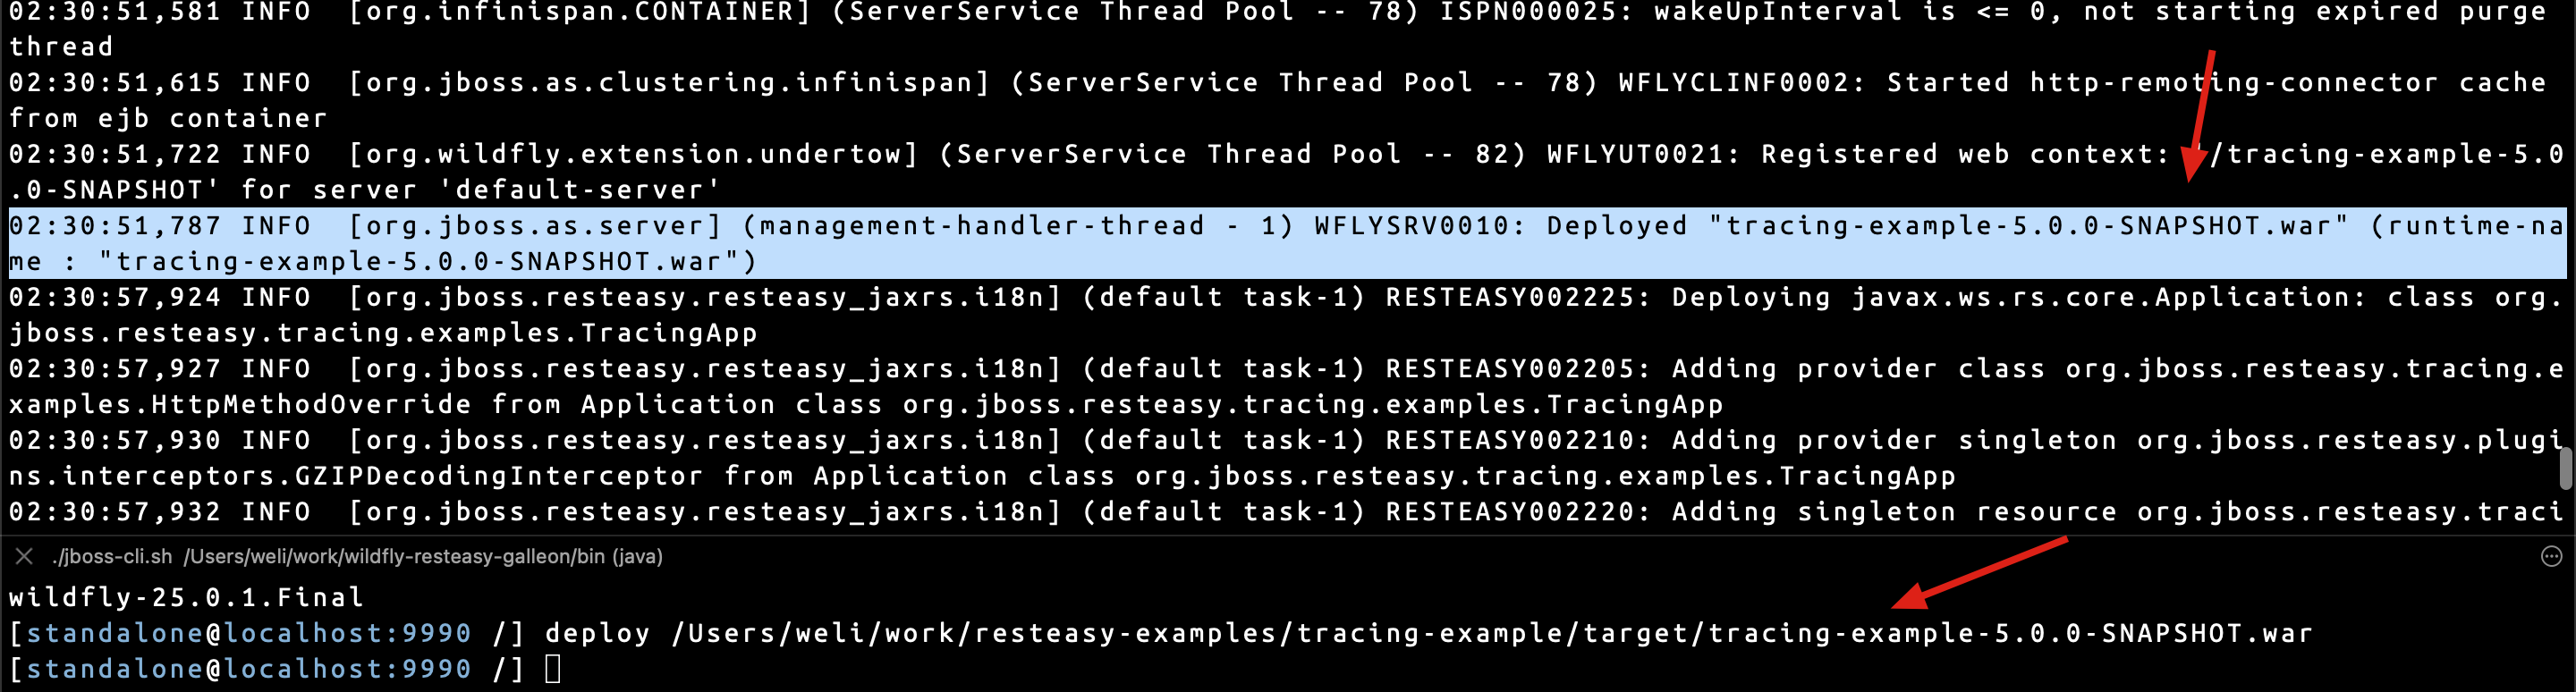 02:30:51,581 INFO  [org.infinispan.CONTAINER] (ServerService Thread Pool -- 78) ISPN000025: wakeUpInterval is <= 0, not starting expired purge
thread
02:30:51,615 INFO  [org.jboss.as.clustering.infinispan] (ServerService Thread Pool -- 78) WFLYCLINF0002: Started http-remoting-connector cache
from ejb container
02:30:51,722 INFO  [org.wildfly.extension.undertow] (ServerService Thread Pool -- 82) WFLYUT0021: Registered web context: '/tracing-example-5.0
.0-SNAPSHOT' for server 'default-server'
02:30:51,787 INFO  [org.jboss.as.server] (management-handler-thread - 1) WFLYSRV0010: Deployed "tracing-example-5.0.0-SNAPSHOT.war" (runtime-na
me : "tracing-example-5.0.0-SNAPSHOT.war")
02:30:57,924 INFO  [org.jboss.resteasy.resteasy_jaxrs.i18n] (default task-1) RESTEASY002225: Deploying javax.ws.rs.core.Application: class org.
jboss.resteasy.tracing.examples.TracingApp
02:30:57,927 INFO  [org.jboss.resteasy.resteasy_jaxrs.i18n] (default task-1) RESTEASY002205: Adding provider class org.jboss.resteasy.tracing.e
xamples.HttpMethodOverride from Application class org.jboss.resteasy.tracing.examples.TracingApp
02:30:57,930 INFO  [org.jboss.resteasy.resteasy_jaxrs.i18n] (default task-1) RESTEASY002210: Adding provider singleton org.jboss.resteasy.plugi
ns.interceptors.GZIPDecodingInterceptor from Application class org.jboss.resteasy.tracing.examples.TracingApp
02:30:57,932 INFO  [org.jboss.resteasy.resteasy_jaxrs.i18n] (default task-1) RESTEASY002220: Adding singleton resource org.jboss.resteasy.traci
./jboss-cli.sh /Users/weli/work/wildfly-resteasy-galleon/bin (java)
wildfly-25.0.1.Final
[standalone@localhost:9990 /] deploy /Users/weli/work/resteasy-examples/tracing-example/target/tracing-example-5.0.0-SNAPSHOT.war
[standalone@localhost:9990 /]